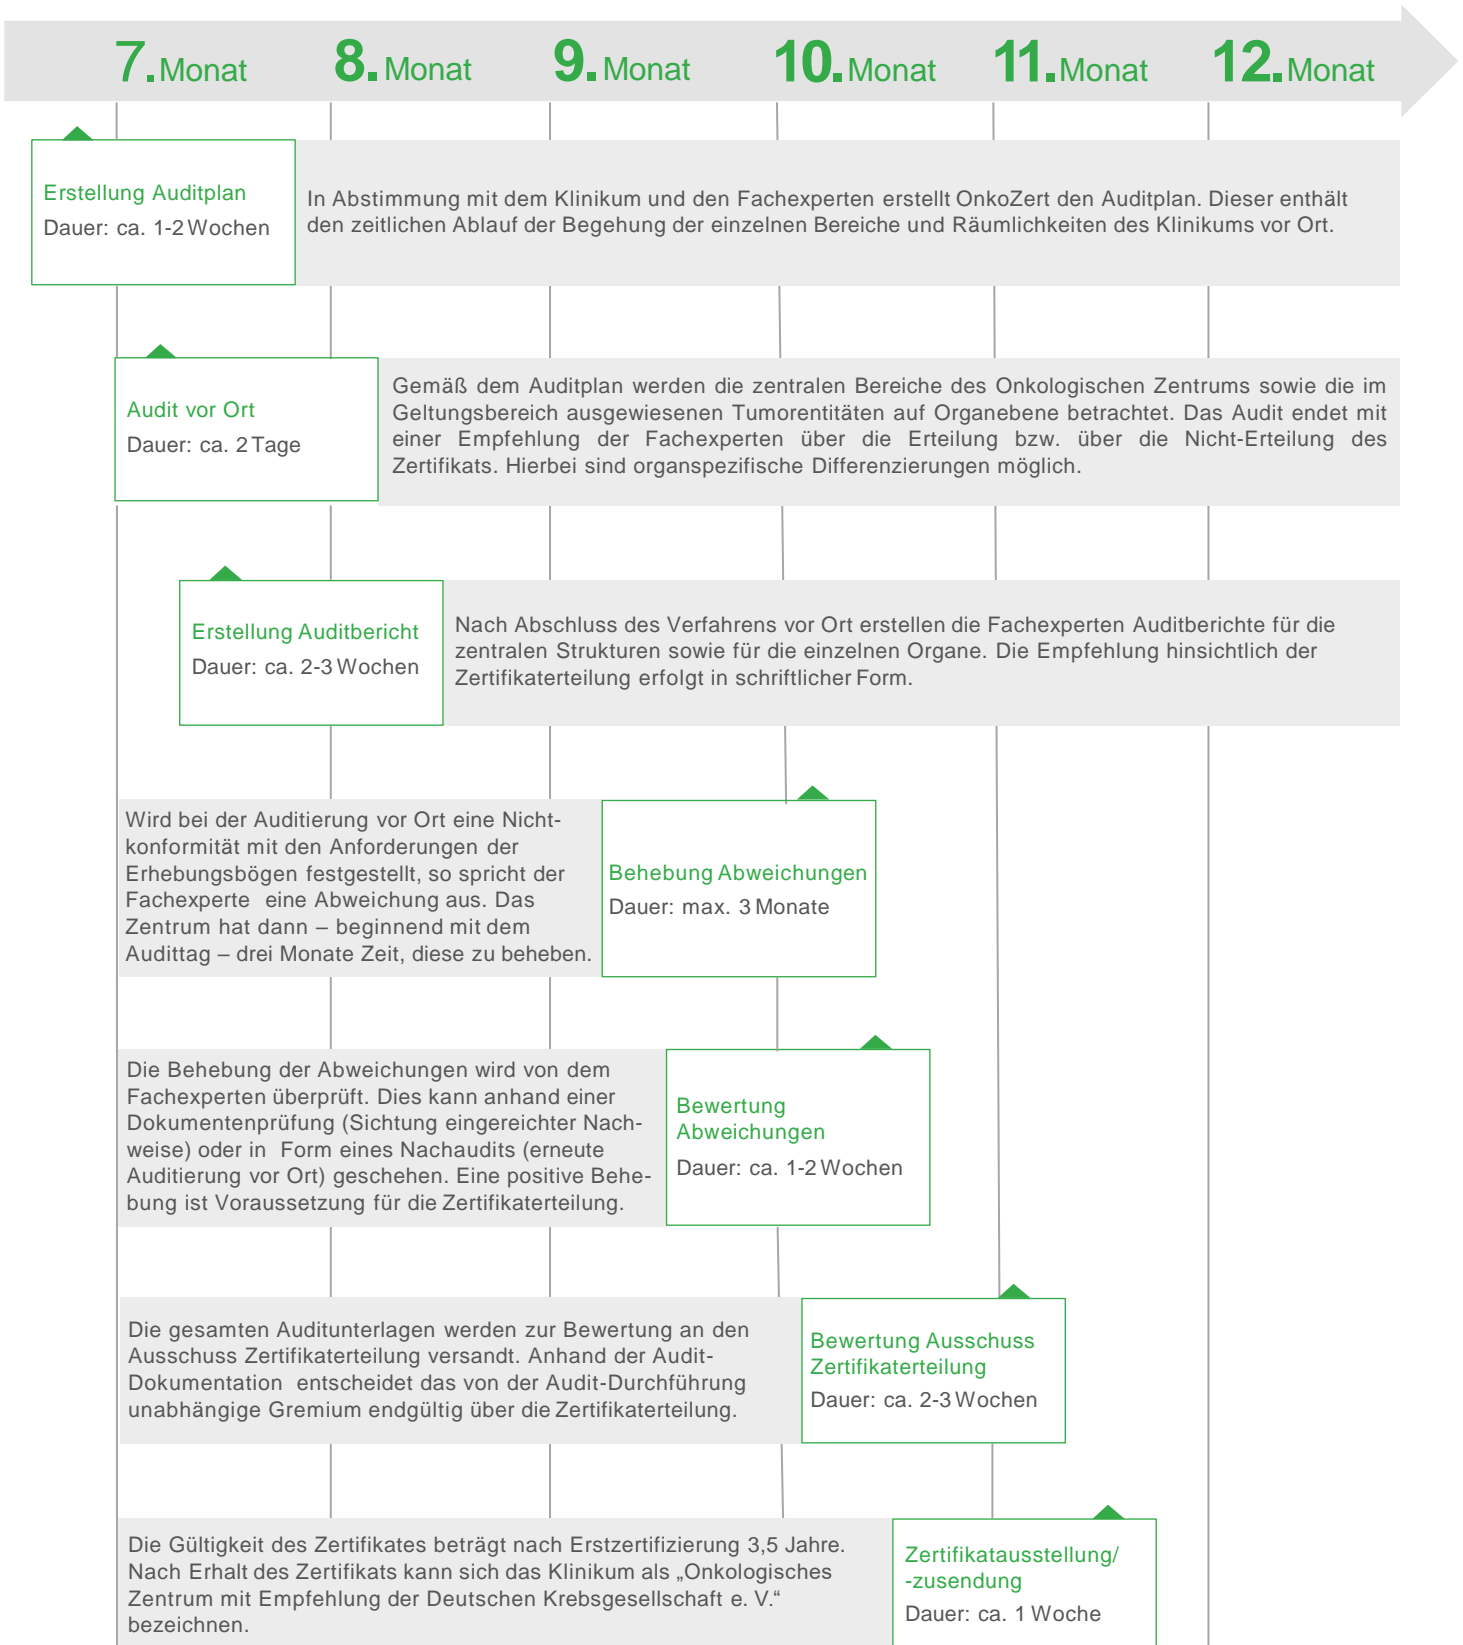 7. Monat 8. Monat 9. Monat 10. Monat 11. Monat 12. Monat
Erstellung Auditplan
Dauer: ca. 1-2 Wochen
In Abstimmung mit dem Klinikum und den Fachexperten erstellt OnkoZert den Auditplan. Dieser enthält
den zeitlichen Ablauf der Begehung der einzelnen Bereiche und Räumlichkeiten des Klinikums vor Ort.
Audit vor Ort
Dauer: ca. 2 Tage
Gemäß dem Auditplan werden die zentralen Bereiche des Onkologischen Zentrums sowie die im
Geltungsbereich ausgewiesenen Tumorentitäten auf Organebene betrachtet. Das Audit endet mit
einer Empfehlung der Fachexperten über die Erteilung bzw. über die Nicht-Erteilung des
Zertifikats. Hierbei sind organspezifische Differenzierungen möglich.
Erstellung Auditbericht
Dauer: ca. 2-3 Wochen
Nach Abschluss des Verfahrens vor Ort erstellen die Fachexperten Auditberichte für die
zentralen Strukturen sowie für die einzelnen Organe. Die Empfehlung hinsichtlich der
Zertifikaterteilung erfolgt in schriftlicher Form.
Wird bei der Auditierung vor Ort eine Nicht-
konformität mit den Anforderungen der
Erhebungsbögen festgestellt, so spricht der
Fachexperte eine Abweichung aus. Das
Zentrum hat dann – beginnend mit dem
Audittag – drei Monate Zeit, diese zu beheben.
Behebung Abweichungen
Dauer: max. 3 Monate
Die Behebung der Abweichungen wird von dem
Fachexperten überprüft. Dies kann anhand einer
Dokumentenprüfung (Sichtung eingereichter Nach-
weise) oder in Form eines Nachaudits (erneute
Auditierung vor Ort) geschehen. Eine positive Behe-
bung ist Voraussetzung für die Zertifikaterteilung.
Bewertung
Abweichungen
Dauer: ca. 1-2 Wochen
Die gesamten Auditunterlagen werden zur Bewertung an den
Ausschuss Zertifikaterteilung versandt. Anhand der Audit-
Dokumentation entscheidet das von der Audit-Durchführung
unabhängige Gremium endgültig über die Zertifikaterteilung.
Bewertung Ausschuss
Zertifikaterteilung
Dauer: ca. 2-3 Wochen
Die Gültigkeit des Zertifikates beträgt nach Erstzertifizierung 3,5 Jahre.
Nach Erhalt des Zertifikats kann sich das Klinikum als „Onkologisches
Zentrum mit Empfehlung der Deutschen Krebsgesellschaft e. V.“
bezeichnen.
Zertifikatausstellung/
-zusendung
Dauer: ca. 1 Woche